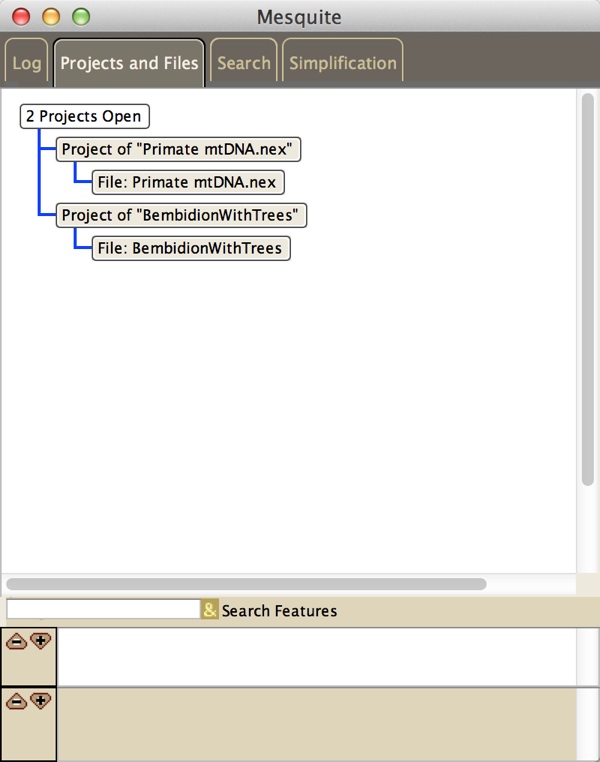 Mesquite
Log
Projects and Files
Search
Simplification
2 Projects Open
Project of "Primate mtDNA.nex"
File: Primate mtDNA.nex
Project of "BembidionWithTrees"
File: BembidionWithTrees
& Search Features